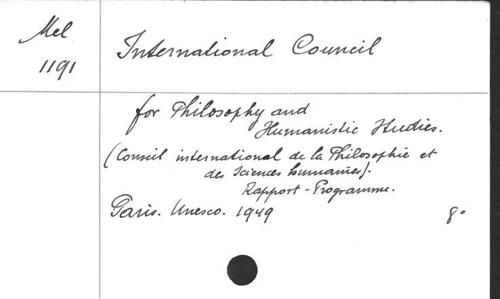 Mel
1191
International Council
for Philosophy and
Humanistic Studies.
(Conseil international de la Philosophie et
des Sciences humaines).
Rapport-Programme.
Paris. Unesco. 1949 8°